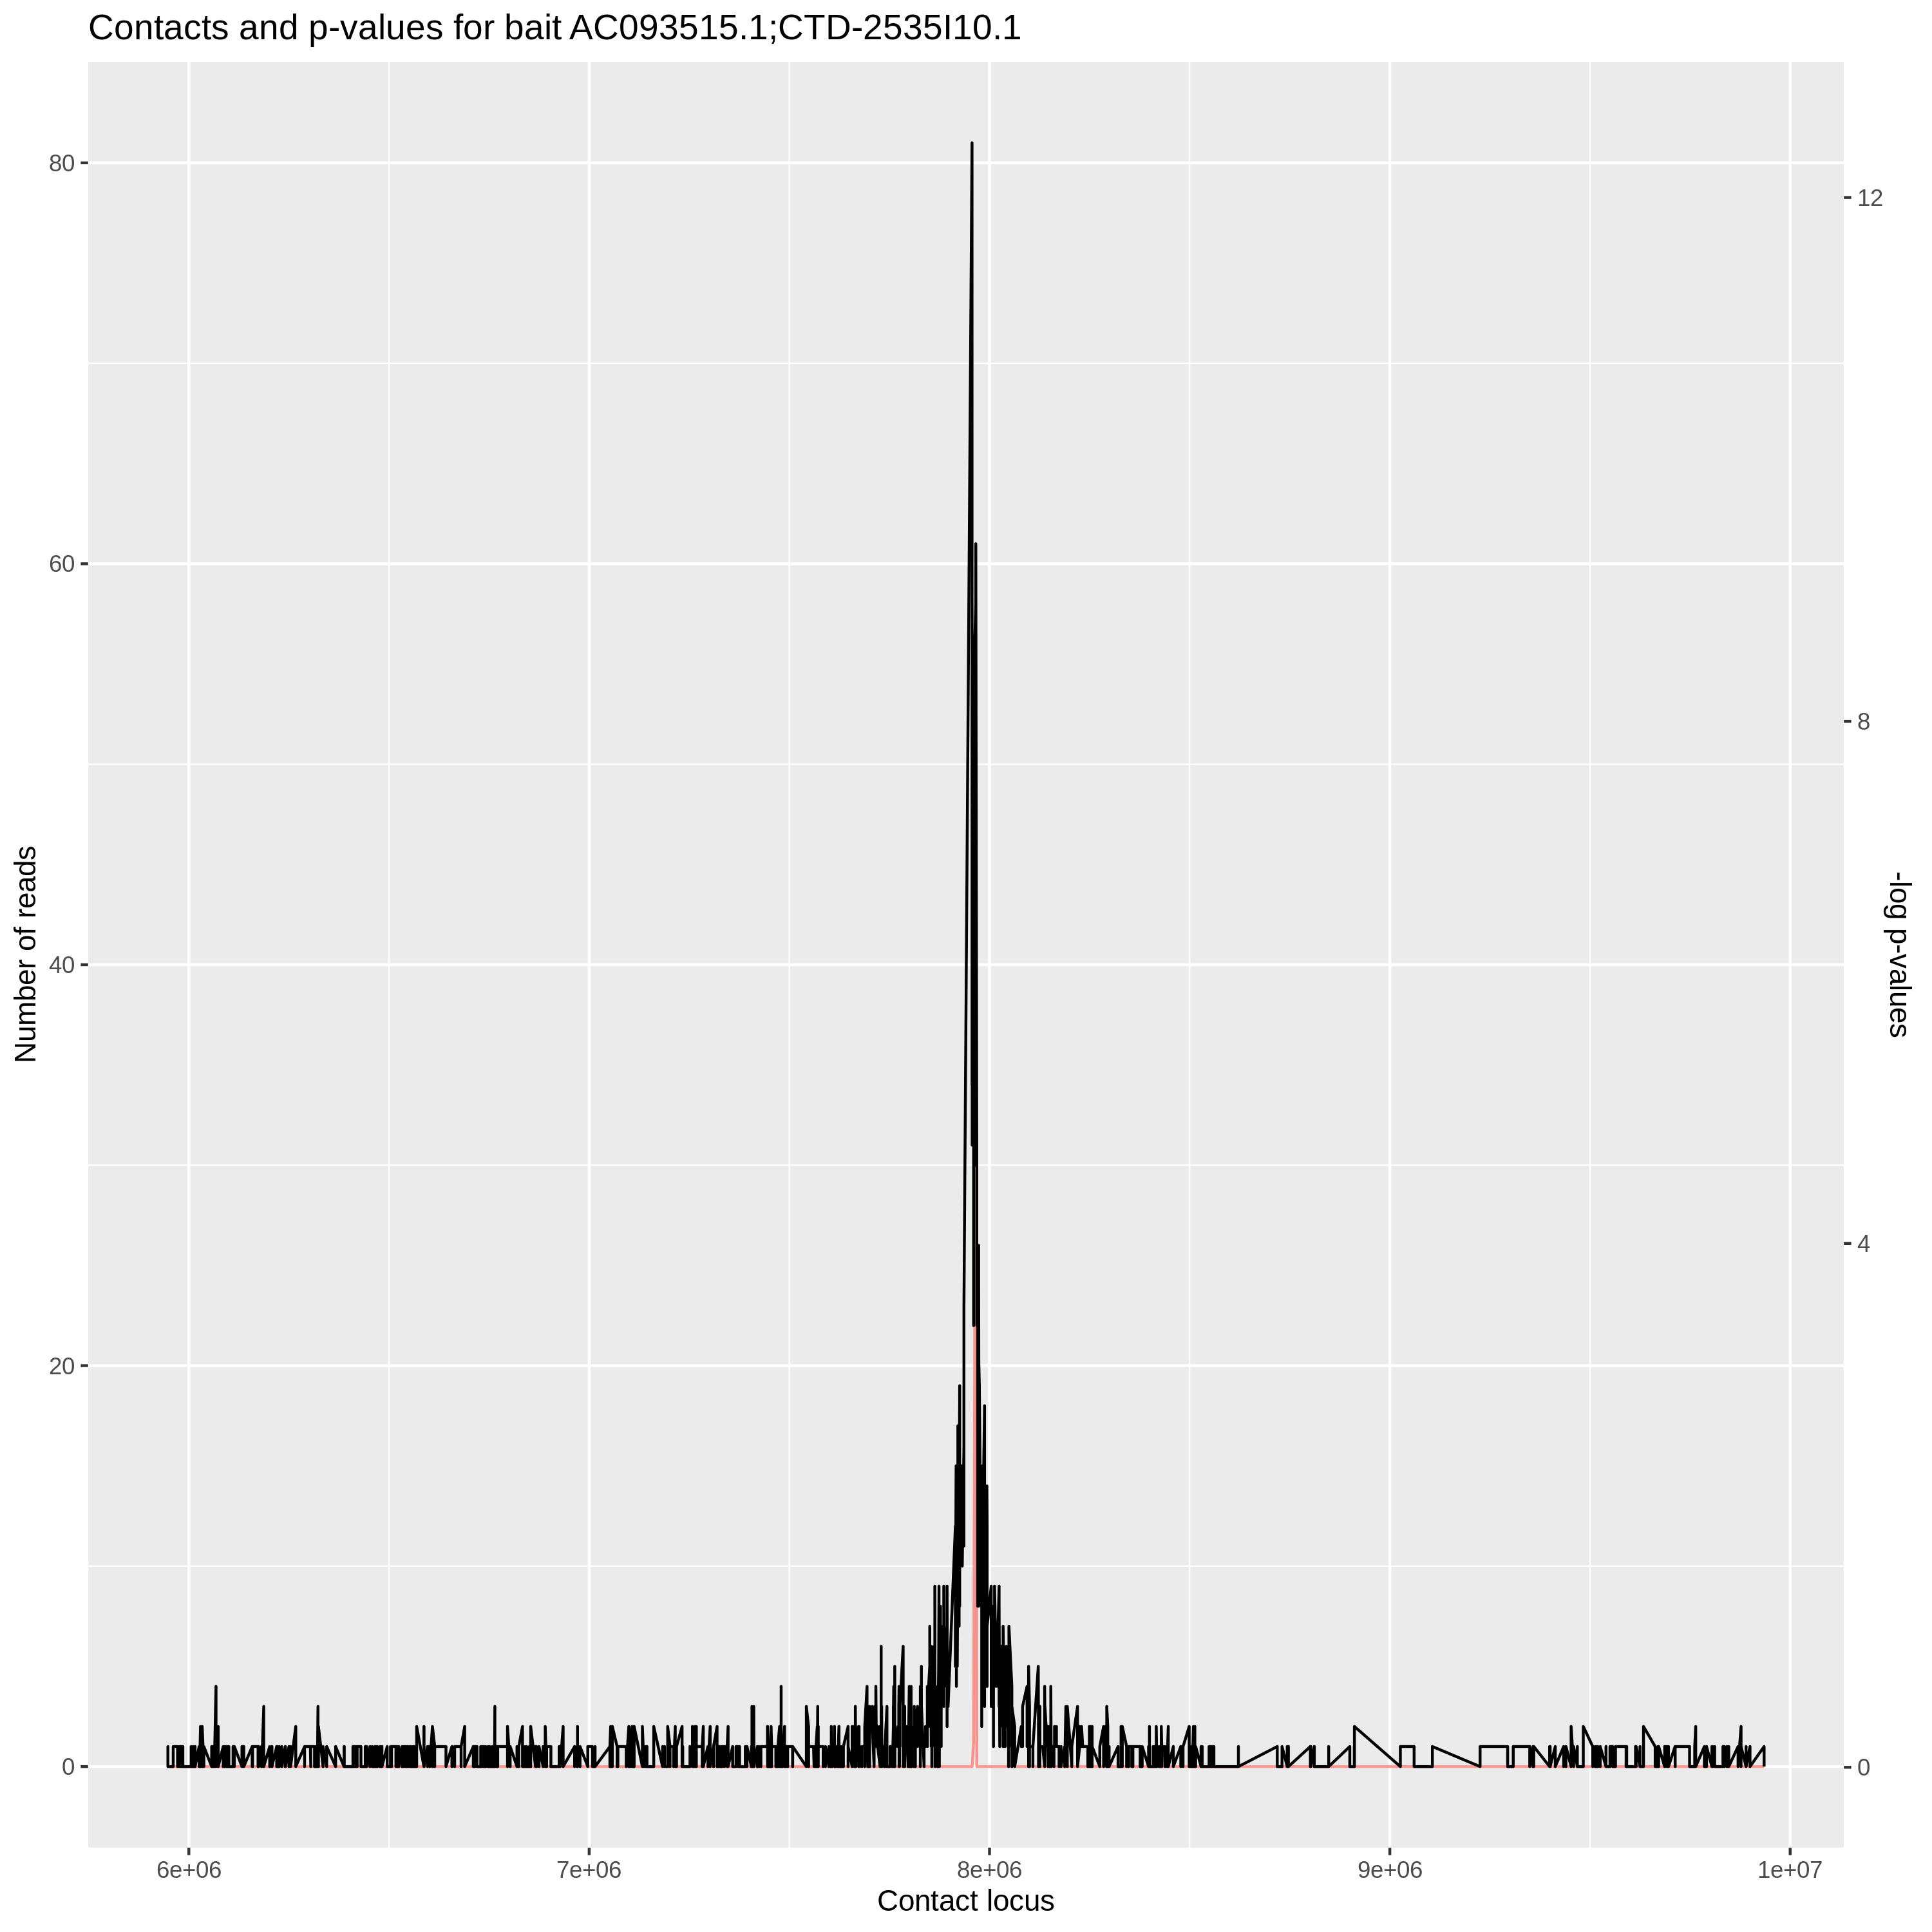 Contacts and p-values for bait AC093515.1;CTD-2535I10.1
80
60
40
20
0
Number of reads
12
8
4
0
-log p-values
6e+06
7e+06
8e+06
9e+06
1e+07
Contact locus